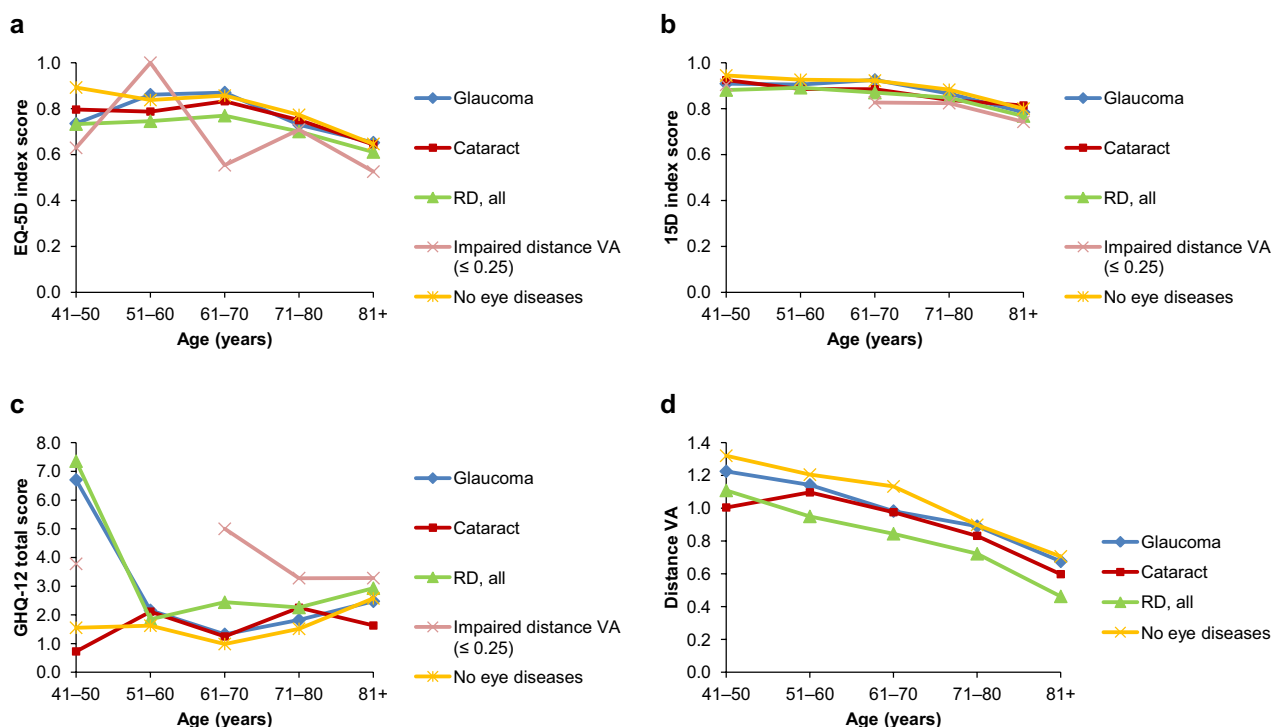 a
EQ-5D index score
1.0
0.8
0.6
0.4
0.2
0.0
41–50
51–60
61–70
71–80
81+
Age (years)
Glaucoma
Cataract
RD, all
Impaired distance VA
(≤ 0.25)
No eye diseases
b
15D index score
1.0
0.8
0.6
0.4
0.2
0.0
41–50
51–60
61–70
71–80
81+
Age (years)
Glaucoma
Cataract
RD, all
Impaired distance VA
(≤ 0.25)
No eye diseases
c
GHQ-12 total score
8.0
7.0
6.0
5.0
4.0
3.0
2.0
1.0
0.0
41–50
51–60
61–70
71–80
81+
Age (years)
Glaucoma
Cataract
RD, all
Impaired distance VA
(≤ 0.25)
No eye diseases
d
Distance VA
1.4
1.2
1.0
0.8
0.6
0.4
0.2
0.0
41–50
51–60
61–70
71–80
81+
Age (years)
Glaucoma
Cataract
RD, all
No eye diseases